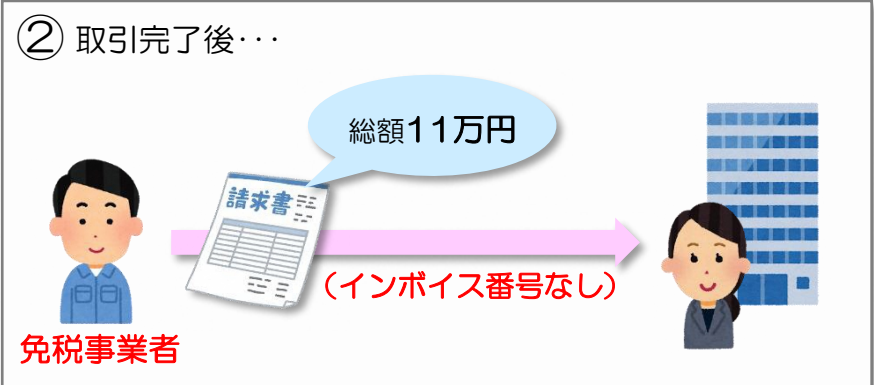 ② 取引完了後･･･
総額11万円
請求書
（インボイス番号なし）
免税事業者